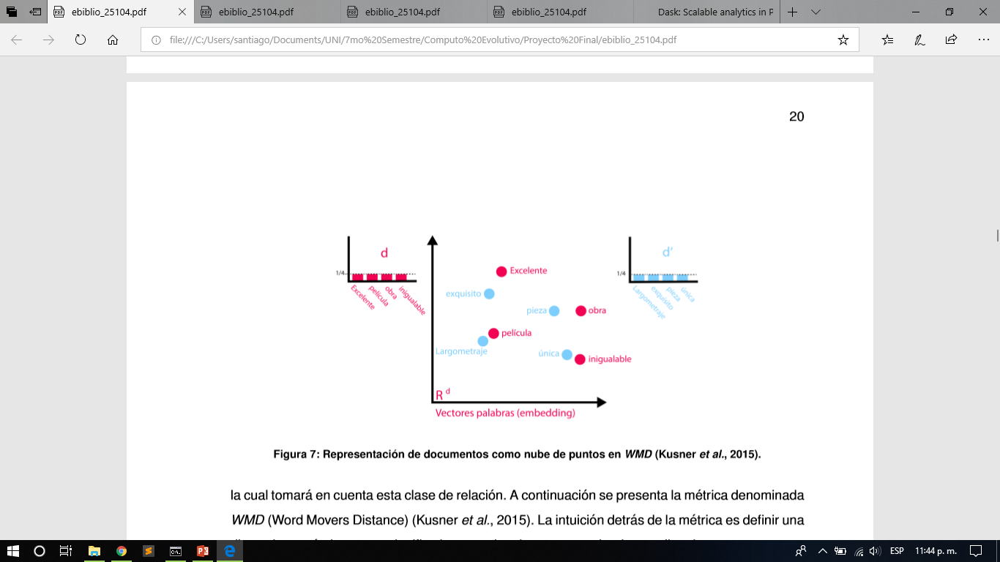 ebiblio_25104.pdf
ebiblio_25104.pdf
ebiblio_25104.pdf
ebiblio_25104.pdf
Dask: Scalable analytics in P
file:///C:/Users/santiago/Documents/UNI/7mo%20Semestre/Computo%20Evolutivo/Proyecto%20Final/ebiblio_25104.pdf
20
d
1/4
Excelente
película
obra
inigualable
Excelente
exquisito
pieza
obra
película
Largometraje
única
inigualable
R d
Vectores palabras (embedding)
d’
1/4
Largometraje
exquisito
pieza
única
Figura 7: Representación de documentos como nube de puntos en WMD (Kusner et al., 2015).
la cual tomará en cuenta esta clase de relación. A continuación se presenta la métrica denominada
WMD (Word Movers Distance) (Kusner et al., 2015). La intuición detrás de la métrica es definir una
ESP
11:44 p. m.